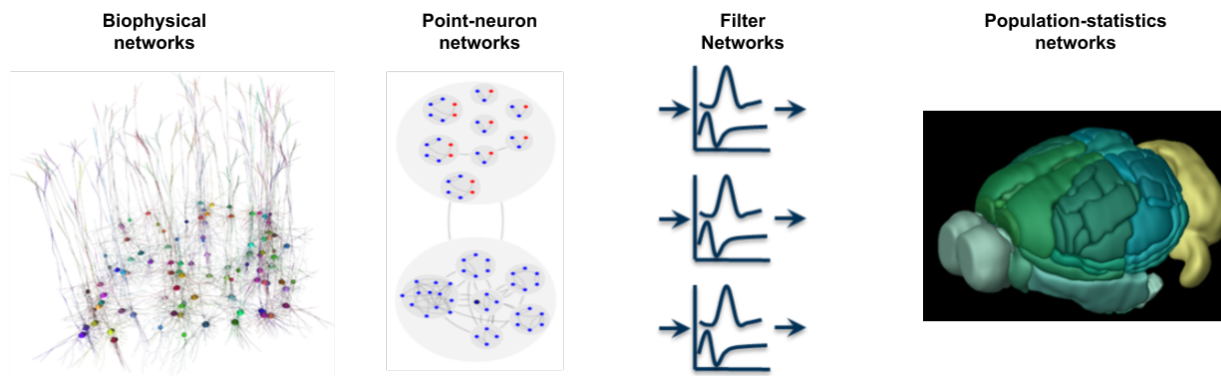 Biophysical
networks
Point-neuron
networks
Filter
Networks
Population-statistics
networks